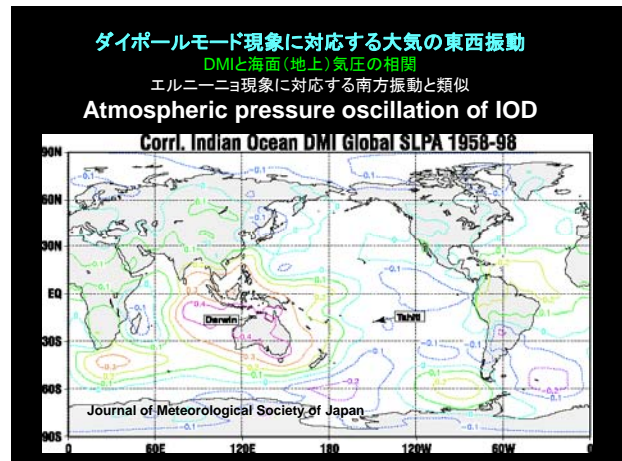 ダイポールモード現象に対応する大気の東西振動
DMIと海面(地上)気圧の相関
エルニーニョ現象に対応する南方振動と類似
Atmospheric pressure oscillation of IOD
Corrl. Indian Ocean DMI Global SLPA 1958-98
90N
60N
30N
EQ
30S
60S
90S
Darwin
Tahiti
Journal of Meteorological Society of Japan
0 60E 120E 180 120W 60W 0